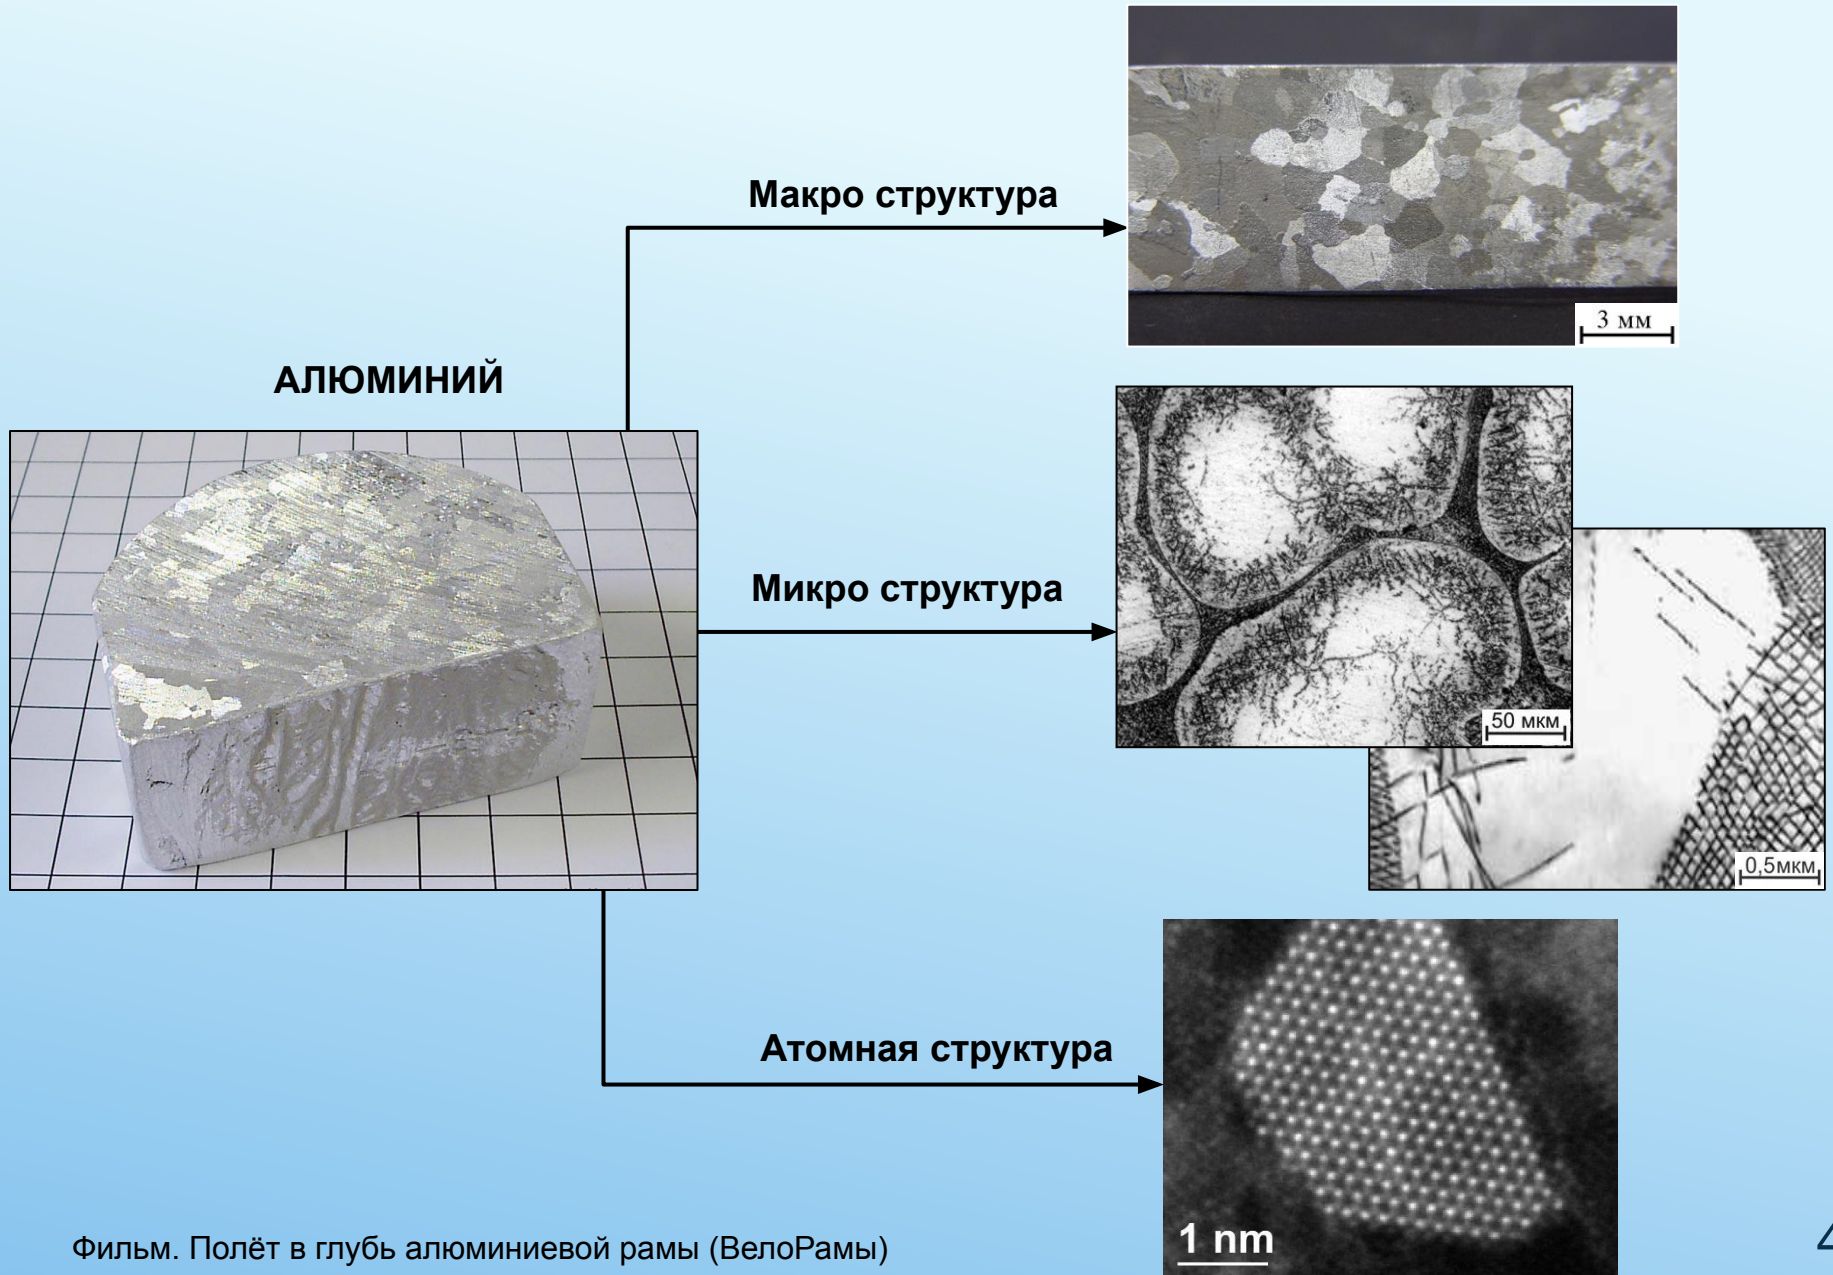 Макро структура
3 мм
АЛЮМИНИЙ
Микро структура
50 мкм
0,5мкм
Атомная структура
1 nm
Фильм. Полёт в глубь алюминиевой рамы (ВелоРамы)
4